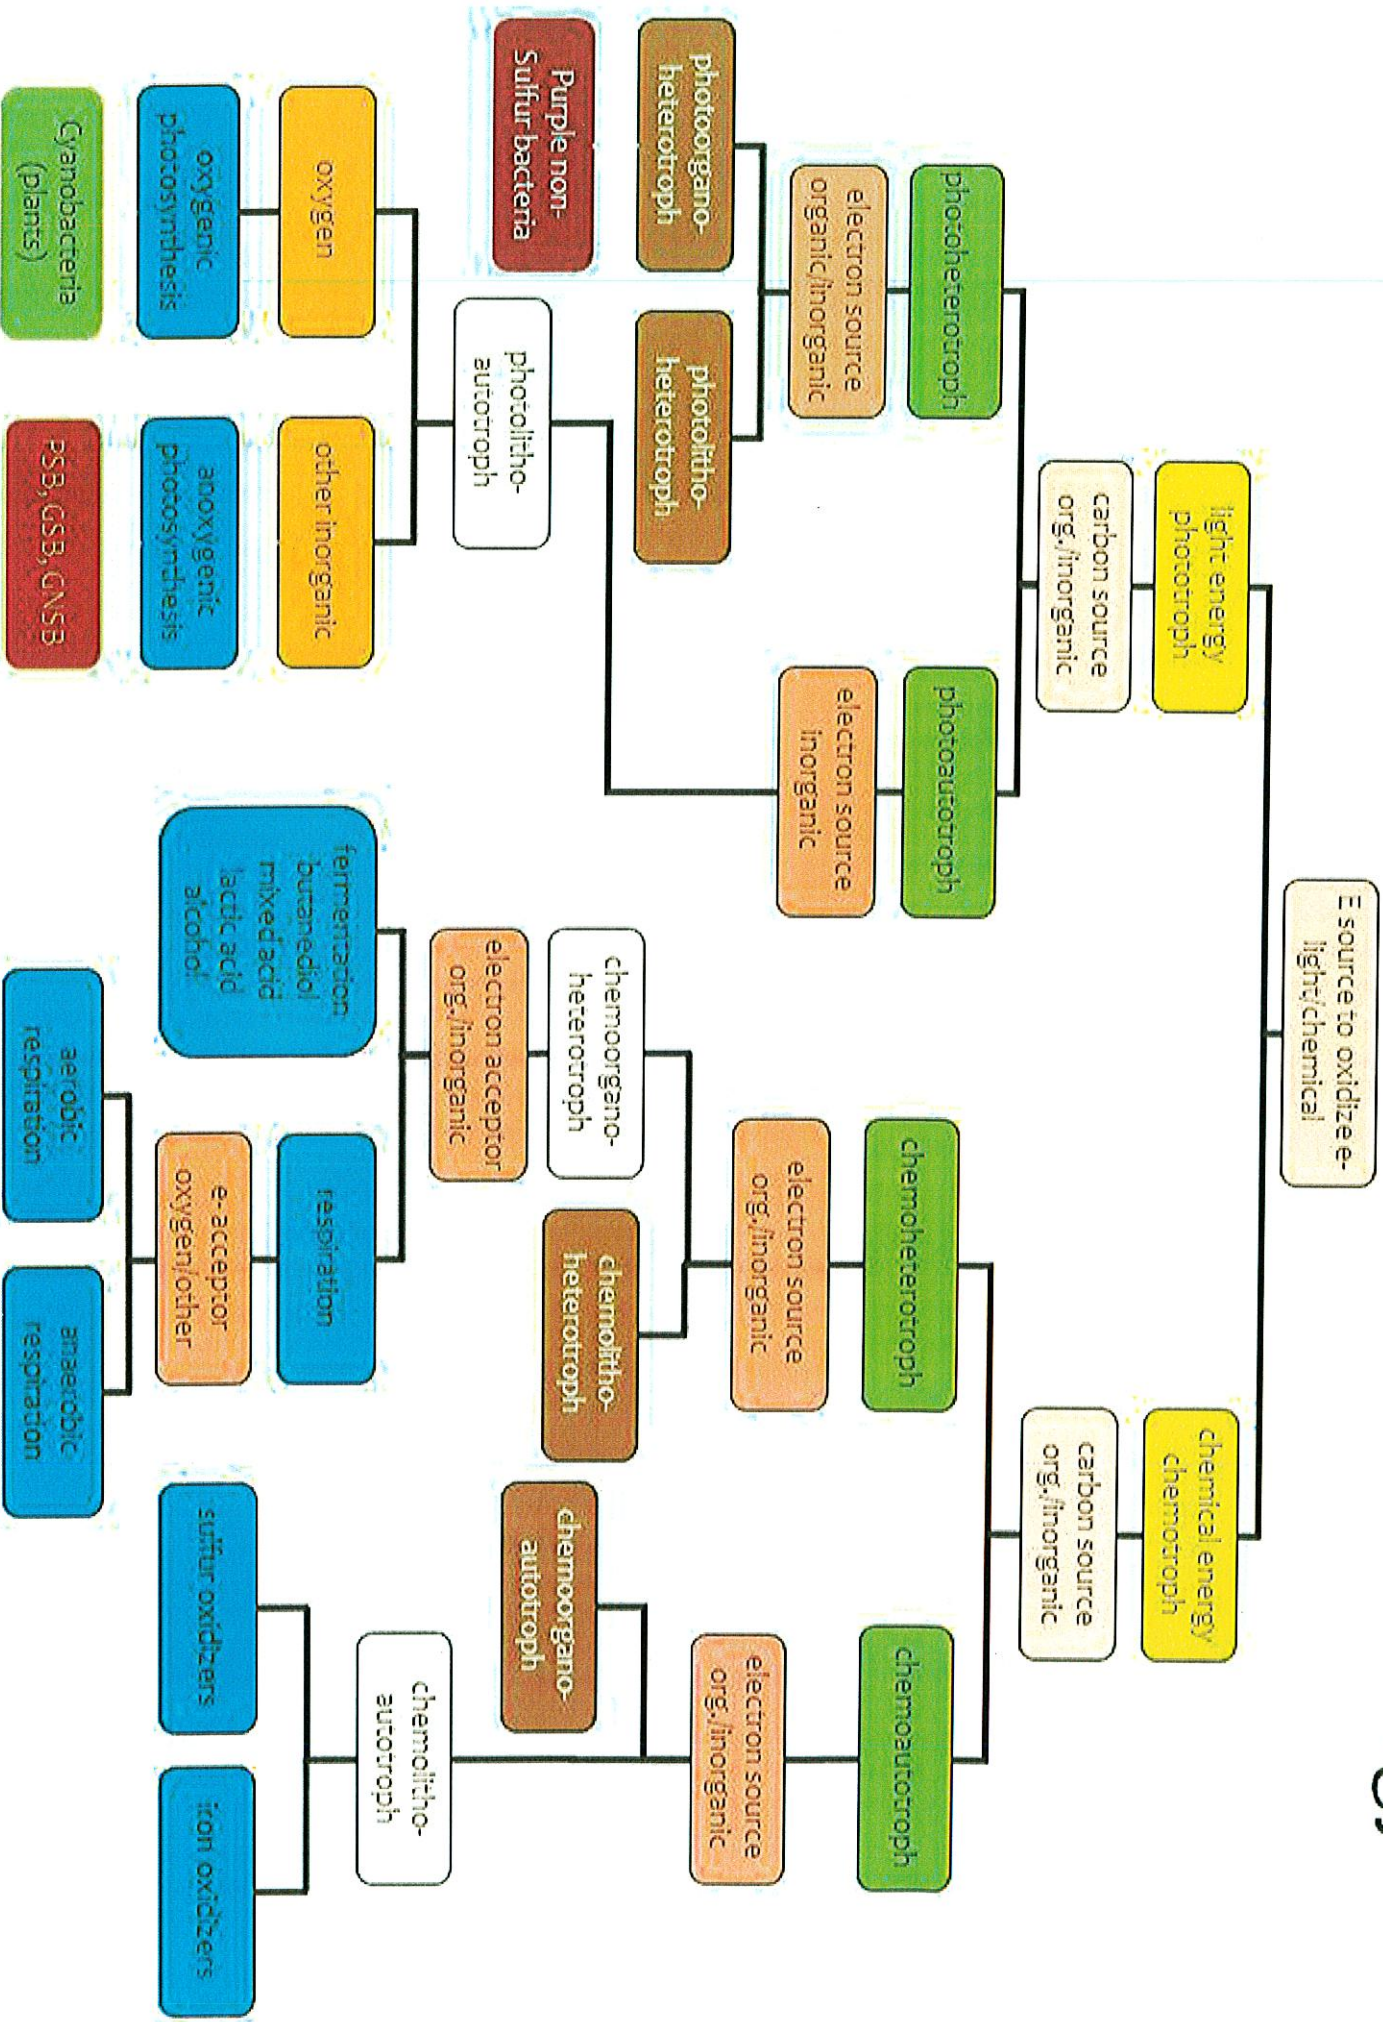 E source to oxidize e-
light/chemical
light energy
phototroph
chemical energy
chemotroph
carbon source
org./inorganic
carbon source
org./inorganic
photoheterotroph
photoautotroph
chemoheterotroph
chemoautotroph
electron source
organic/inorganic
electron source
inorganic
electron source
org./inorganic
electron source
org./inorganic
photoorgano-
heterotroph
photolitho-
heterotroph
chemoorgano-
heterotroph
chemolitho-
heterotroph
chemoorgano-
autotroph
Purple non-
Sulfur bacteria
photolitho-
autotroph
electron acceptor
org./inorganic
chemolitho-
autotroph
oxygen
other inorganic
fermentation
butanediol
mixed acid
lactic acid
alcohol
respiration
oxygenic
photosynthesis
anoxygenic
photosynthesis
e- acceptor
oxygen/other
sulfur oxidizers
iron oxidizers
Cyanobacteria
(plants)
PSB, GSB, GNSB
aerobic
respiration
anaerobic
respiration